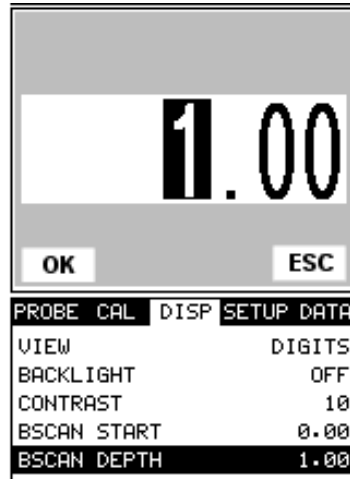 1.00
OK ESC
PROBE CAL DISP SETUP DATA
VIEW DIGITS
BACKLIGHT OFF
CONTRAST 10
BSCAN START 0.00
BSCAN DEPTH 1.00